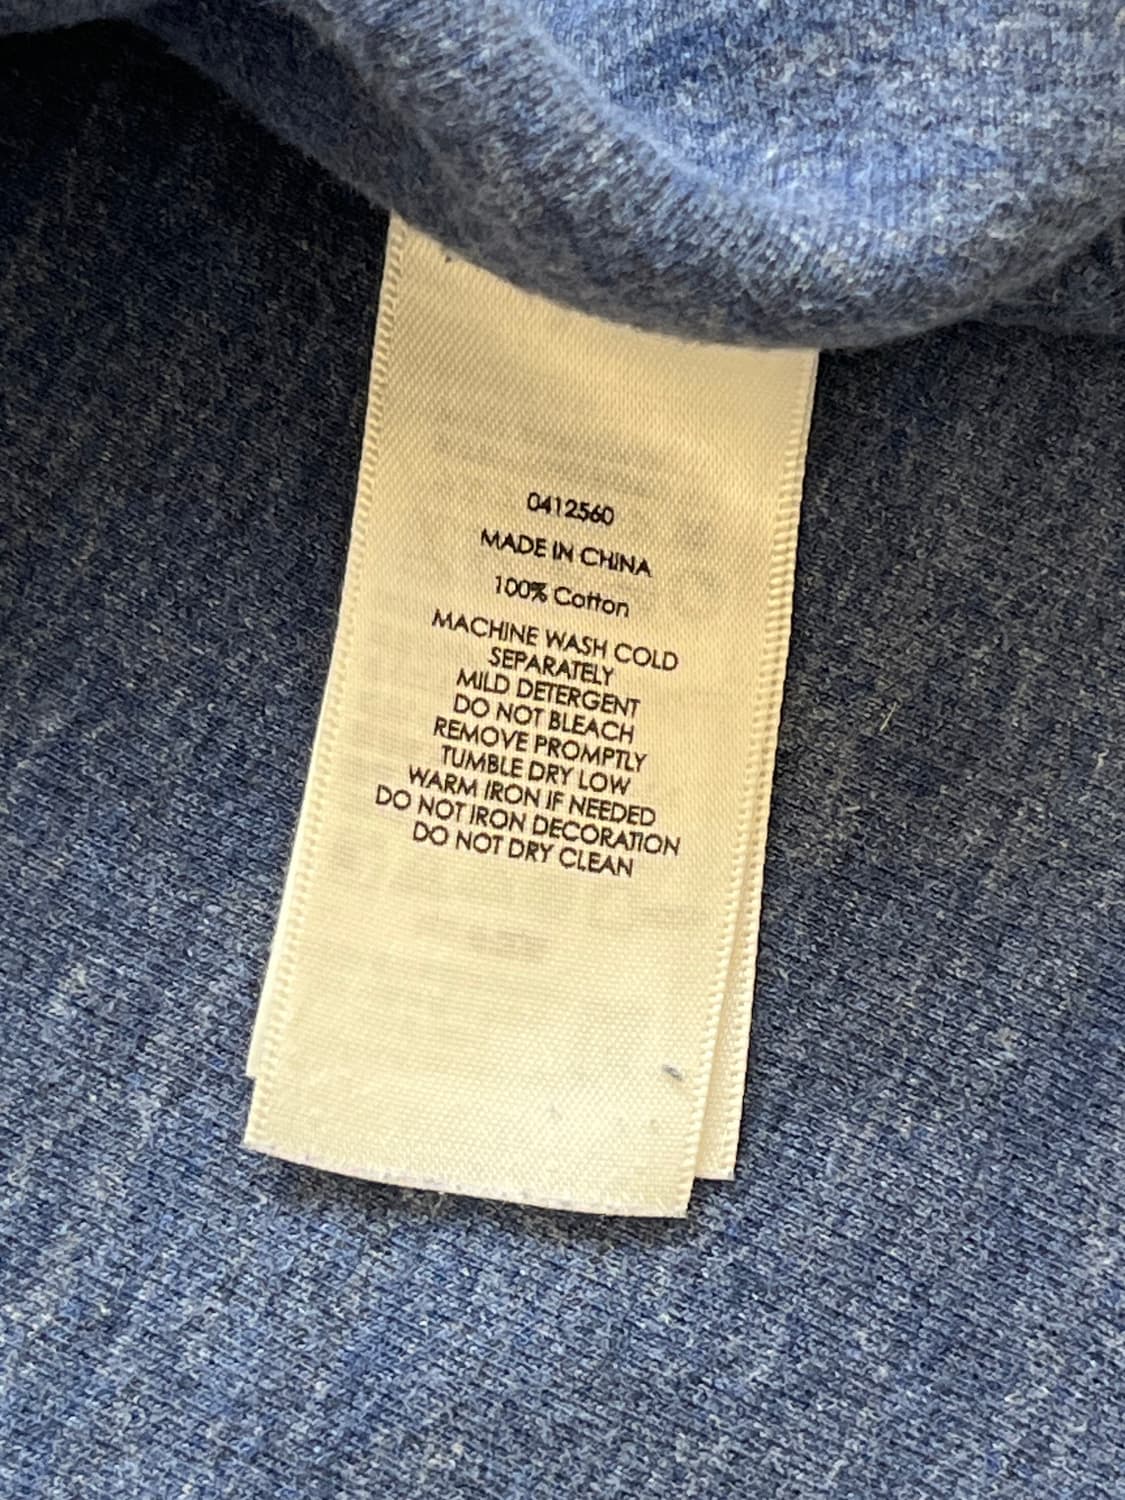 0412560
MADE IN CHINA
100% Cotton
MACHINE WASH COLD
SEPARATELY
MILD DETERGENT
DO NOT BLEACH
REMOVE PROMPTLY
TUMBLE DRY LOW
WARM IRON IF NEEDED
DO NOT IRON DECORATION
DO NOT DRY CLEAN